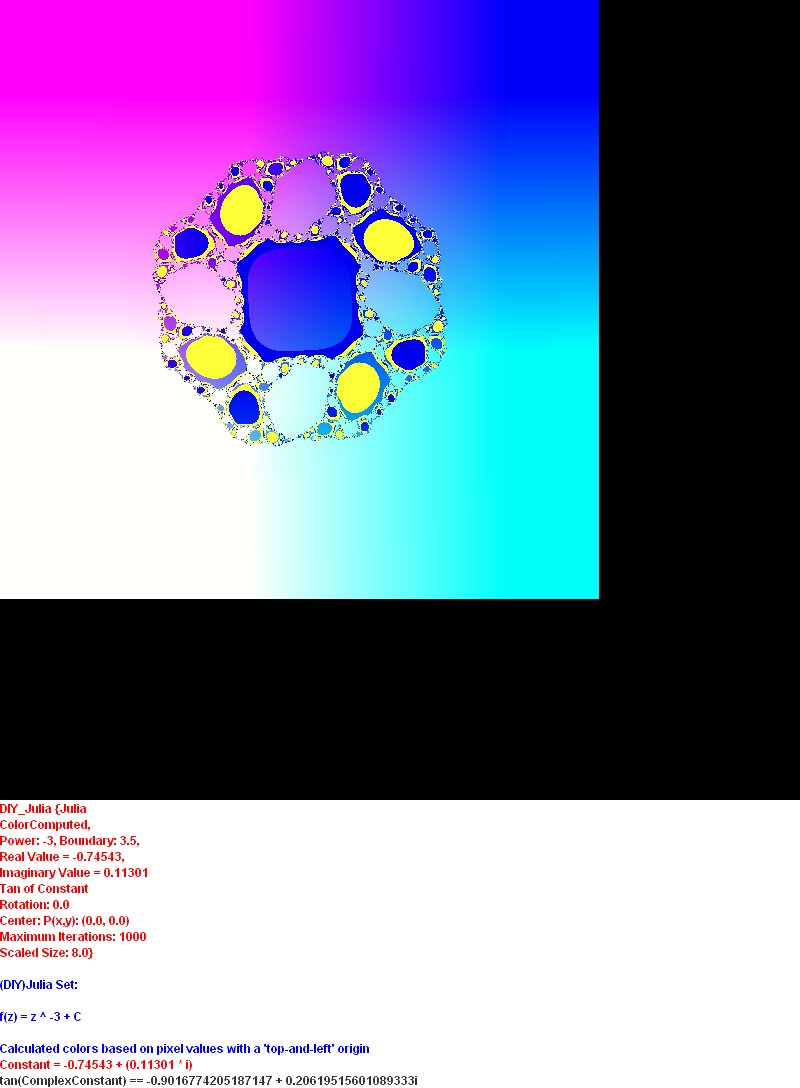 DIY_Julia {Julia
ColorComputed,
Power: -3, Boundary: 3.5,
Real Value = -0.74543,
Imaginary Value = 0.11301
Tan of Constant
Rotation: 0.0
Center: P(x,y): (0.0, 0.0)
Maximum Iterations: 1000
Scaled Size: 8.0}
(DIY)Julia Set:
f(z) = z ^ -3 + C
Calculated colors based on pixel values with a 'top-and-left' origin
Constant = -0.74543 + (0.11301 * i)
tan(ComplexConstant) == -0.9016774205187147 + 0.20619515601089333i